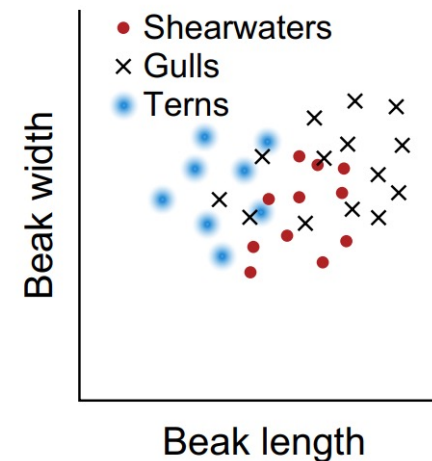 Shearwaters
Gulls
Terns
Beak width
Beak length